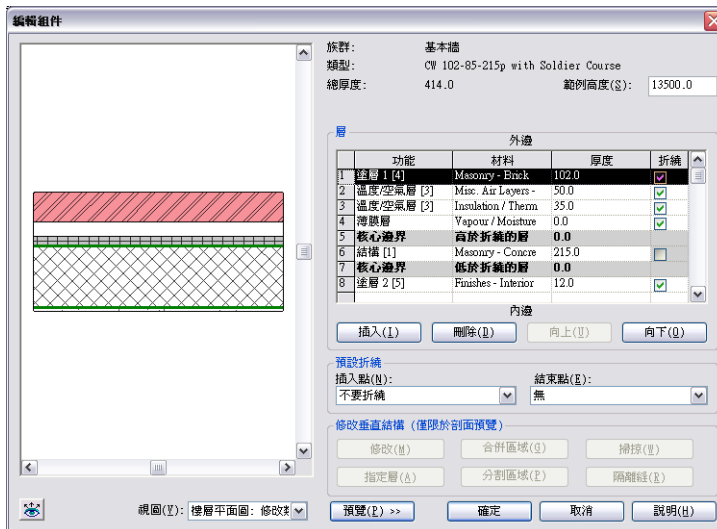 編輯組件
族群: 基本牆
類型: CW 102-85-215p with Soldier Course
總厚度: 414.0 範例高度(S): 13500.0
層
外邊
功能 材料 厚度 折繞
1 塗層 1 [4] Masonry - Brick 102.0
2 溫度/空氣層 [3] Misc. Air Layers - 50.0
3 溫度/空氣層 [3] Insulation / Therm 35.0
4 薄膜層 Vapour / Moisture 0.0
5 核心邊界 高於折繞的層 0.0
6 結構 [1] Masonry - Concre 215.0
7 核心邊界 低於折繞的層 0.0
8 塗層 2 [5] Finishes - Interior 12.0
內邊
插入(I) 刪除(D) 向上(U) 向下(O)
預設折繞
插入點(N): 結束點(E):
不要折繞 無
修改垂直結構 (僅限於剖面預覽)
修改(M) 合併區域(G) 掃掠(W)
指定層(A) 分割區域(P) 隔離縫(R)
視圖(V): 樓層平面圖: 修改 預覽(P) >> 確定 取消 說明(H)